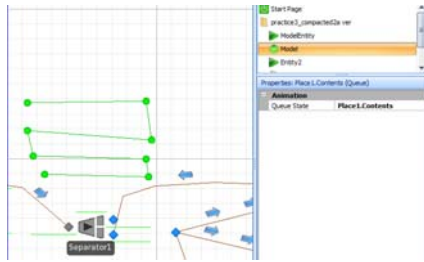 Start Page
practice3_compacted2a ver
ModelEntity
Model
Entity2
Properties: Place1.Contents (Queue)
Animation
Queue State Place1.Contents
Separator1